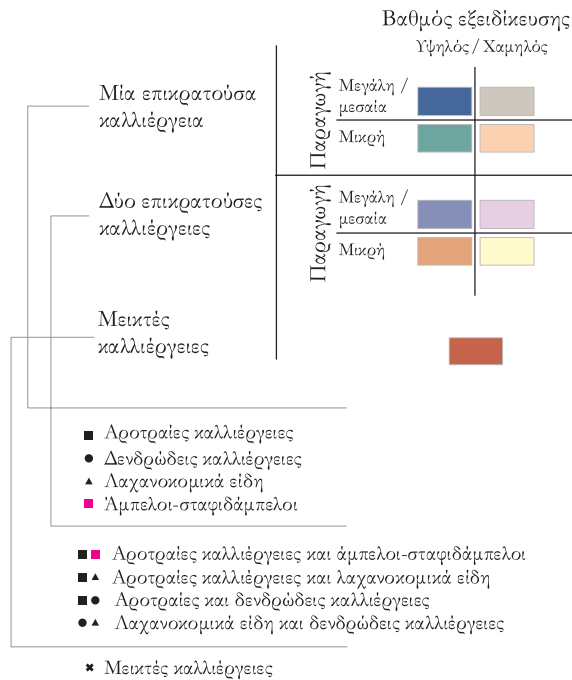 Βαθμός εξειδίκευσης
Υψηλός / Χαμηλός
Μία επικρατούσα
καλλιέργεια
Παραγωγή
Μεγάλη /
μεσαία
Μικρή
Δύο επικρατούσες
καλλιέργειες
Παραγωγή
Μεγάλη /
μεσαία
Μικρή
Μεικτές
καλλιέργειες
Αροτραίες καλλιέργειες
Δενδρώδεις καλλιέργειες
Λαχανοκομικά είδη
Άμπελοι-σταφιδάμπελοι
Αροτραίες καλλιέργειες και άμπελοι-σταφιδάμπελοι
Αροτραίες καλλιέργειες και λαχανοκομικά είδη
Αροτραίες και δενδρώδεις καλλιέργειες
Λαχανοκομικά είδη και δενδρώδεις καλλιέργειες
Μεικτές καλλιέργειες